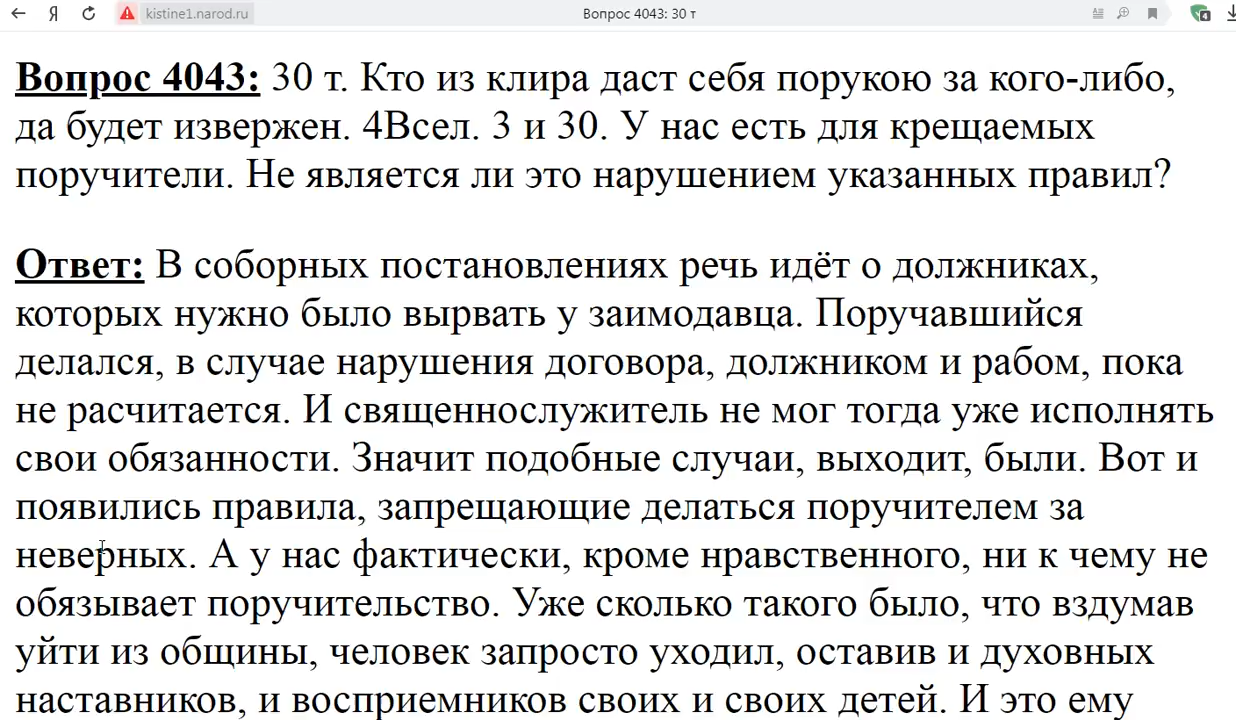 Я kistine1.narod.ru Вопрос 4043: 30 т 4
Вопрос 4043: 30 т. Кто из клира даст себя порукою за кого-либо,
да будет извержен. 4Всел. 3 и 30. У нас есть для крещаемых
поручители. Не является ли это нарушением указанных правил?
Ответ: В соборных постановлениях речь идёт о должниках,
которых нужно было вырвать у заимодавца. Поручавшийся
делался, в случае нарушения договора, должником и рабом, пока
не расчитается. И священнослужитель не мог тогда уже исполнять
свои обязанности. Значит подобные случаи, выходит, были. Вот и
появились правила, запрещающие делаться поручителем за
неверных. А у нас фактически, кроме нравственного, ни к чему не
обязывает поручительство. Уже сколько такого было, что вздумав
уйти из общины, человек запросто уходил, оставив и духовных
наставников, и восприемников своих и своих детей. И это ему